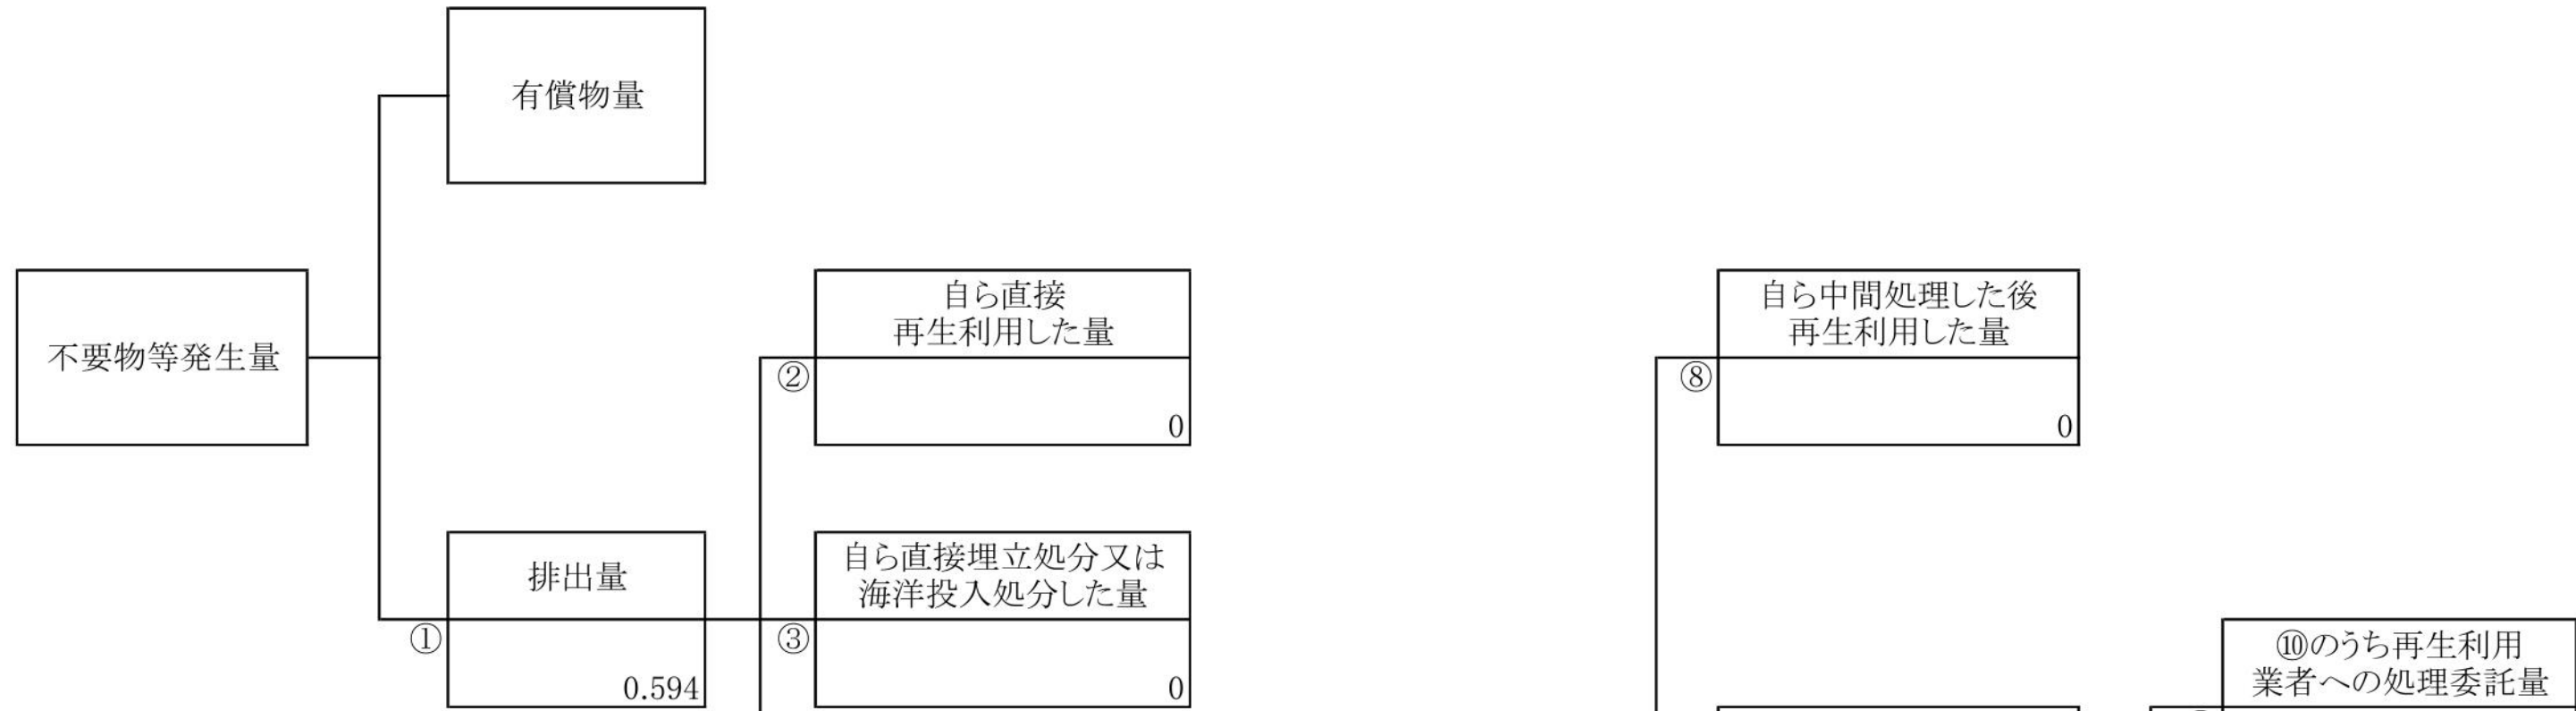 有償物量
不要物等発生量
自ら直接
再生利用した量
②
0
自ら中間処理した後
再生利用した量
⑧
0
排出量
①
0.594
自ら直接埋立処分又は
海洋投入処分した量
③
0
⑩のうち再生利用
業者への処理委託量